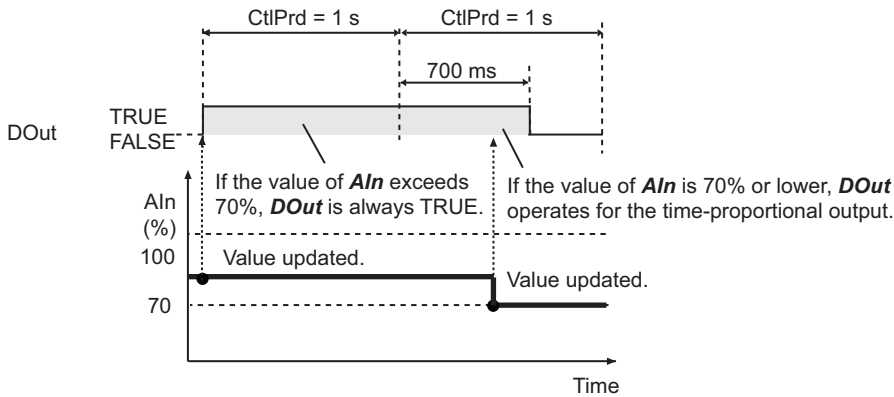 CtlPrd = 1 s
CtlPrd = 1 s
700 ms
DOut
TRUE
FALSE
If the value of AIn exceeds
70%, DOut is always TRUE.
If the value of AIn is 70% or lower, DOut
operates for the time-proportional output.
AIn
(%)
100
Value updated.
Value updated.
70
Time